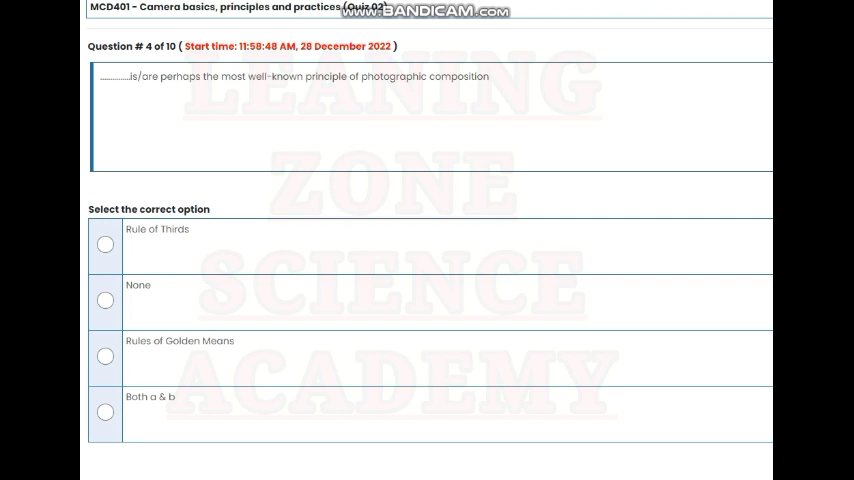 MCD401 - Camera basics, principles and practices (Quiz 02)
www.BANDICAM.com
Question # 4 of 10 ( Start time: 11:58:48 AM, 28 December 2022 )
...............is/are perhaps the most well-known principle of photographic composition
LEANING
ZONE
SCIENCE
ACADEMY
Select the correct option
Rule of Thirds
None
Rules of Golden Means
Both a & b